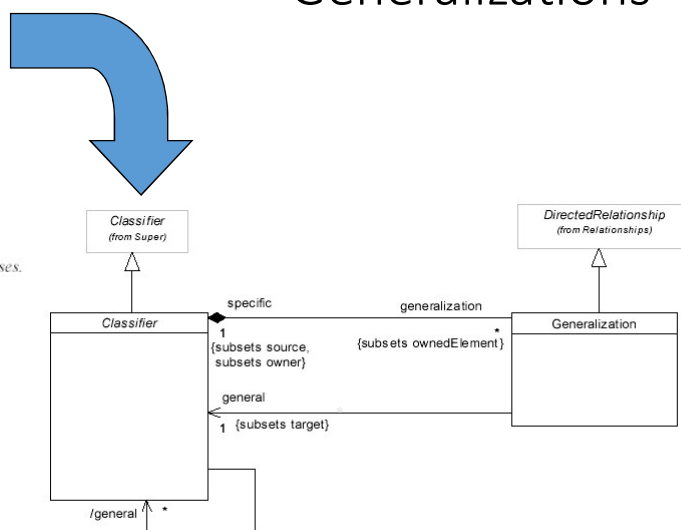 Generalizations
Classifier
(from Super)
DirectedRelationship
(from Relationships)
ses.
specific
generalization
Classifier
Generalization
1
*
{subsets source,
subsets owner}
{subsets ownedElement}
general
1 {subsets target}
/general *